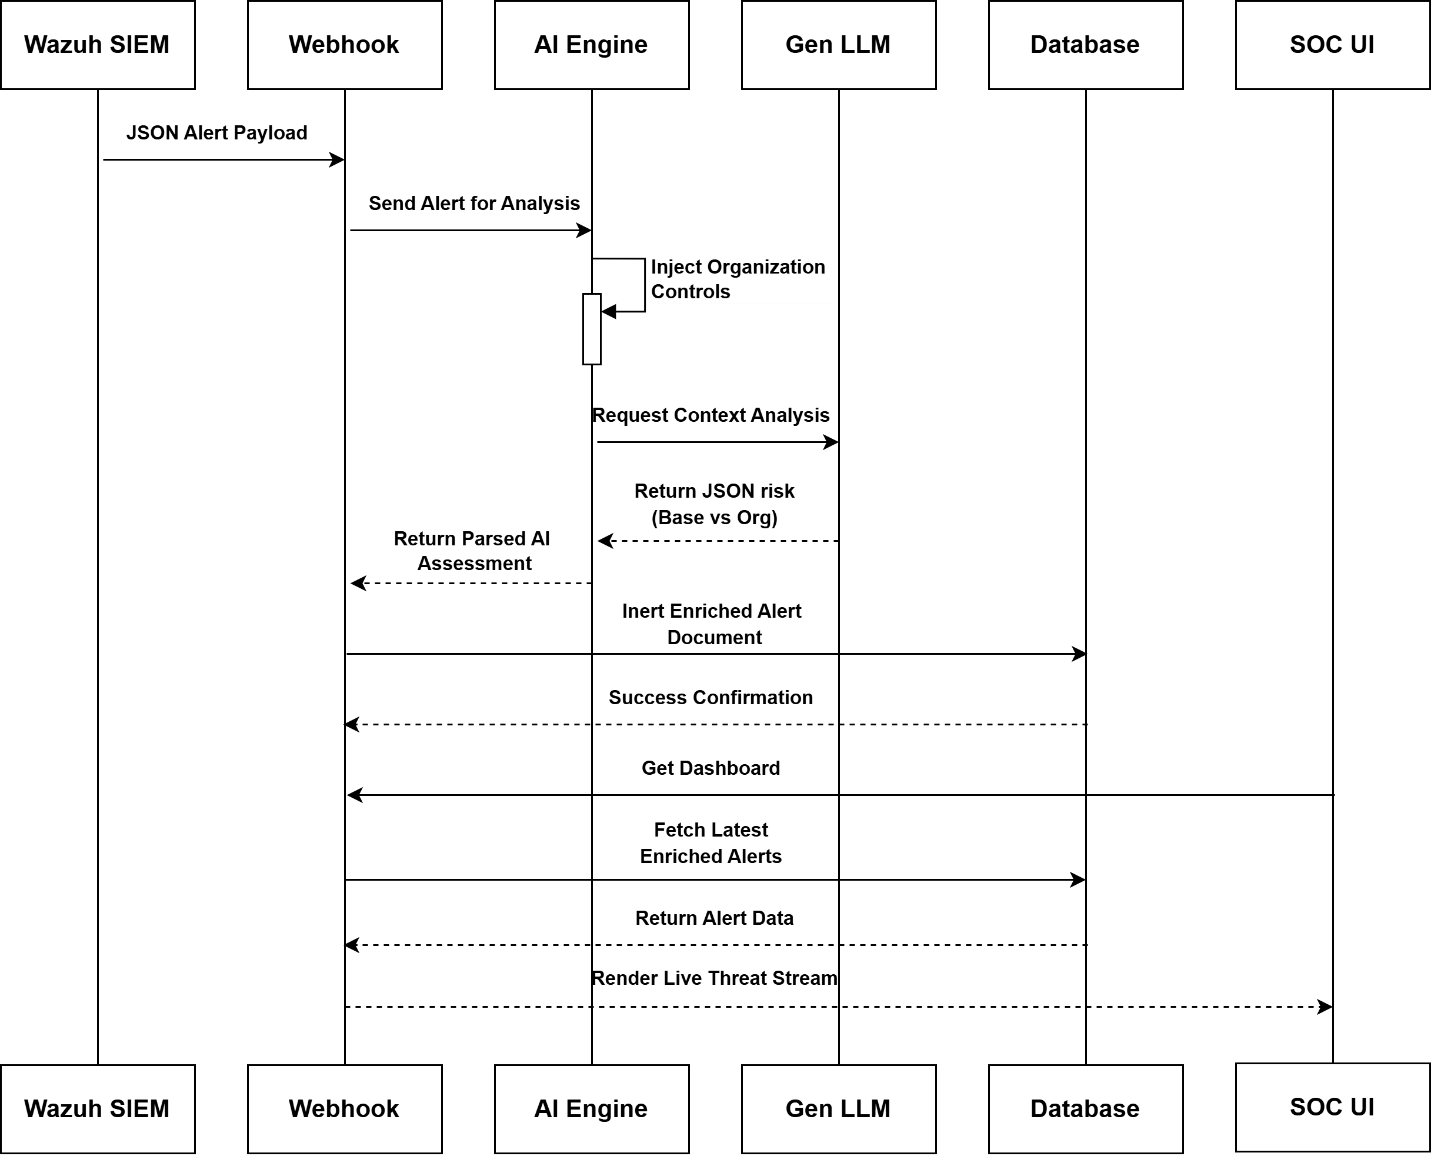 Wazuh SIEM
Webhook
AI Engine
Gen LLM
Database
SOC UI
JSON Alert Payload
Send Alert for Analysis
Inject Organization
Controls
Request Context Analysis
Return JSON risk
(Base vs Org)
Return Parsed AI
Assessment
Inert Enriched Alert
Document
Success Confirmation
Get Dashboard
Fetch Latest
Enriched Alerts
Return Alert Data
Render Live Threat Stream
Wazuh SIEM
Webhook
AI Engine
Gen LLM
Database
SOC UI